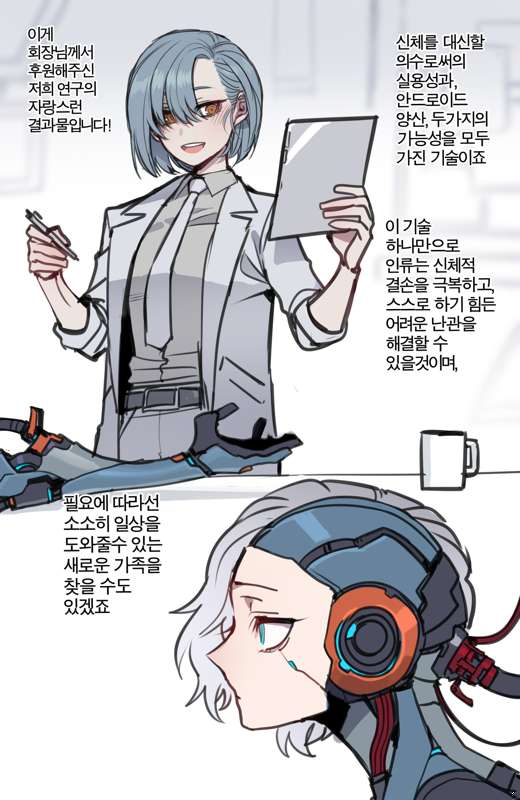 이게
회장님께서
후원해주신
저희 연구의
자랑스런
결과물입니다!
신체를 대신할
의수로써의
실용성과,
안드로이드
양산, 두가지의
가능성을 모두
가진 기술이죠
이 기술
하나만으로
인류는 신체적
결손을 극복하고,
스스로 하기 힘든
어려운 난관을
해결할 수
있을것이며,
필요에 따라선
소소히 일상을
도와줄수 있는
새로운 가족을
찾을 수도
있겠죠